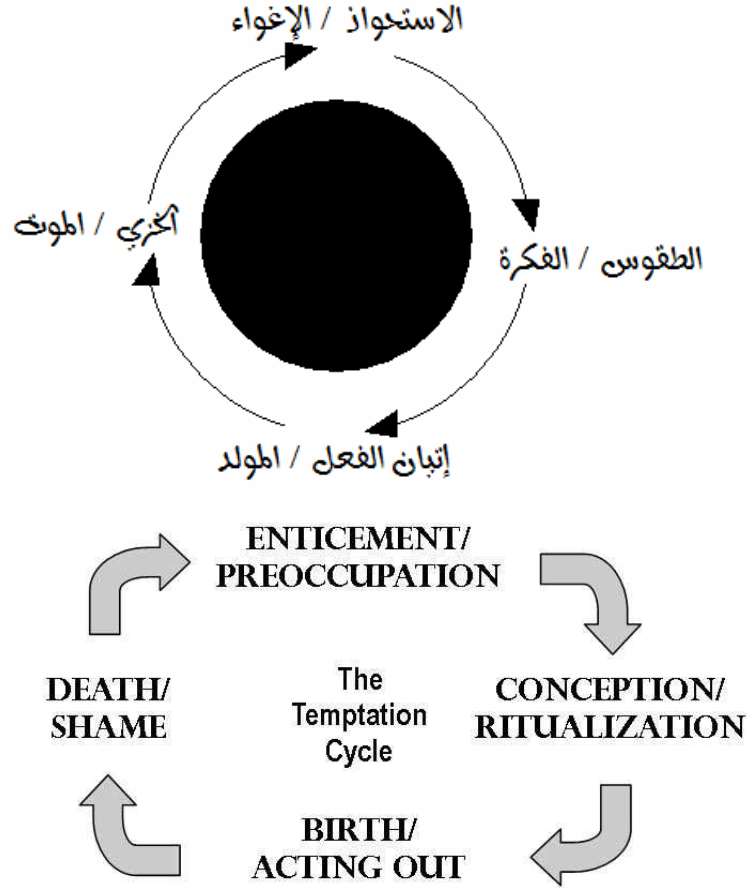 الاستحواز / الإغواء
الخزي / الموت
الطقوس / الفكرة
إتيان الفعل / المولد
ENTICEMENT/
PREOCCUPATION
DEATH/
SHAME
The
Temptation
Cycle
CONCEPTION/
RITUALIZATION
BIRTH/
ACTING OUT